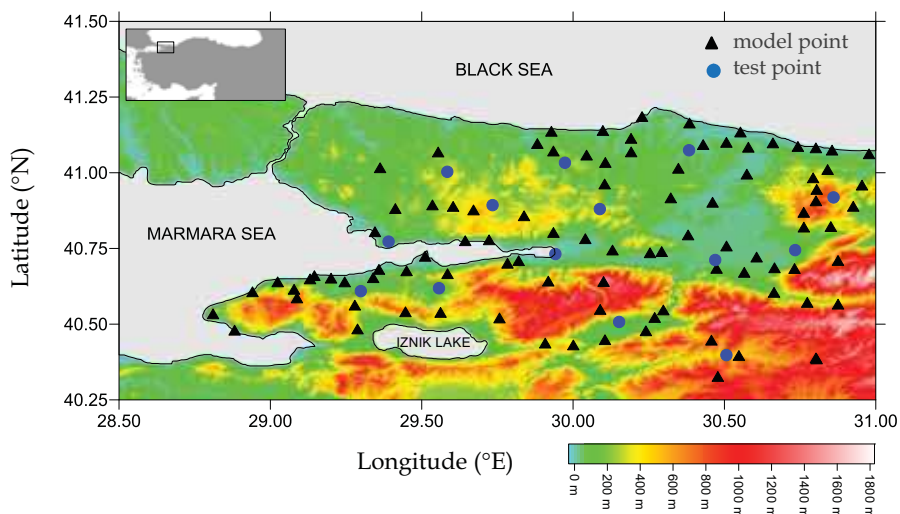 41.50
41.25
41.00
40.75
40.50
40.25
Latitude (°N)
BLACK SEA
model point
test point
MARMARA SEA
IZNIK LAKE
28.50 29.00 29.50 30.00 30.50 31.00
Longitude (°E)
0 m
200 m
400 m
600 m
800 m
1000 m
1200 m
1400 m
1600 m
1800 m